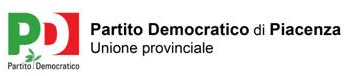 PD
Partito Democratico
Partito Democratico di Piacenza
Unione provinciale